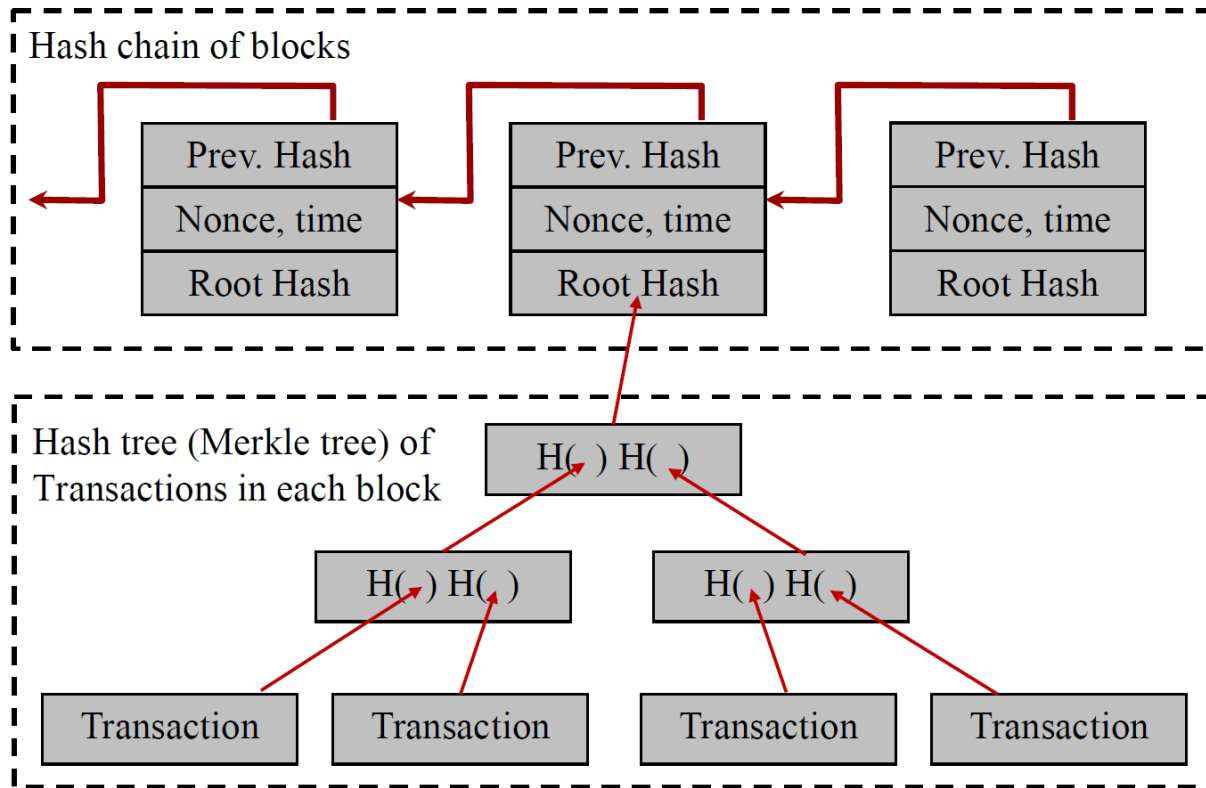 Hash chain of blocks
Prev. Hash
Prev. Hash
Prev. Hash
Nonce, time
Nonce, time
Nonce, time
Root Hash
Root Hash
Root Hash
Hash tree (Merkle tree) of
Transactions in each block
H( ) H( )
H( ) H( )
H( ) H( )
Transaction
Transaction
Transaction
Transaction